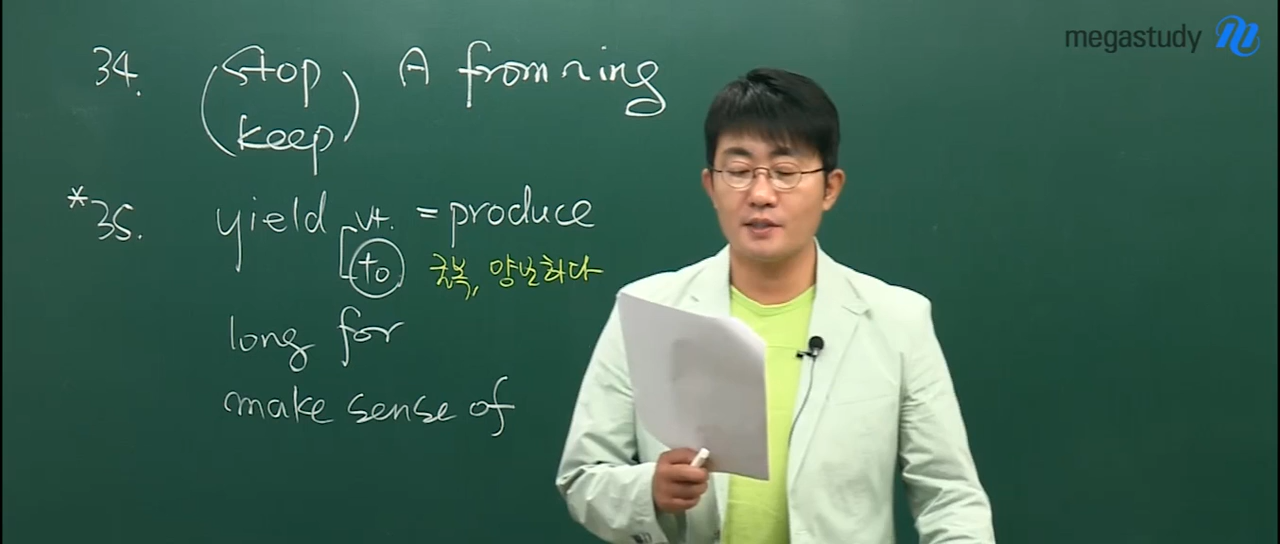 megastudy
34. (stop A from ~ing
keep)
*35. yield vt. = produce
to 굴복, 양보하다
long for
make sense of